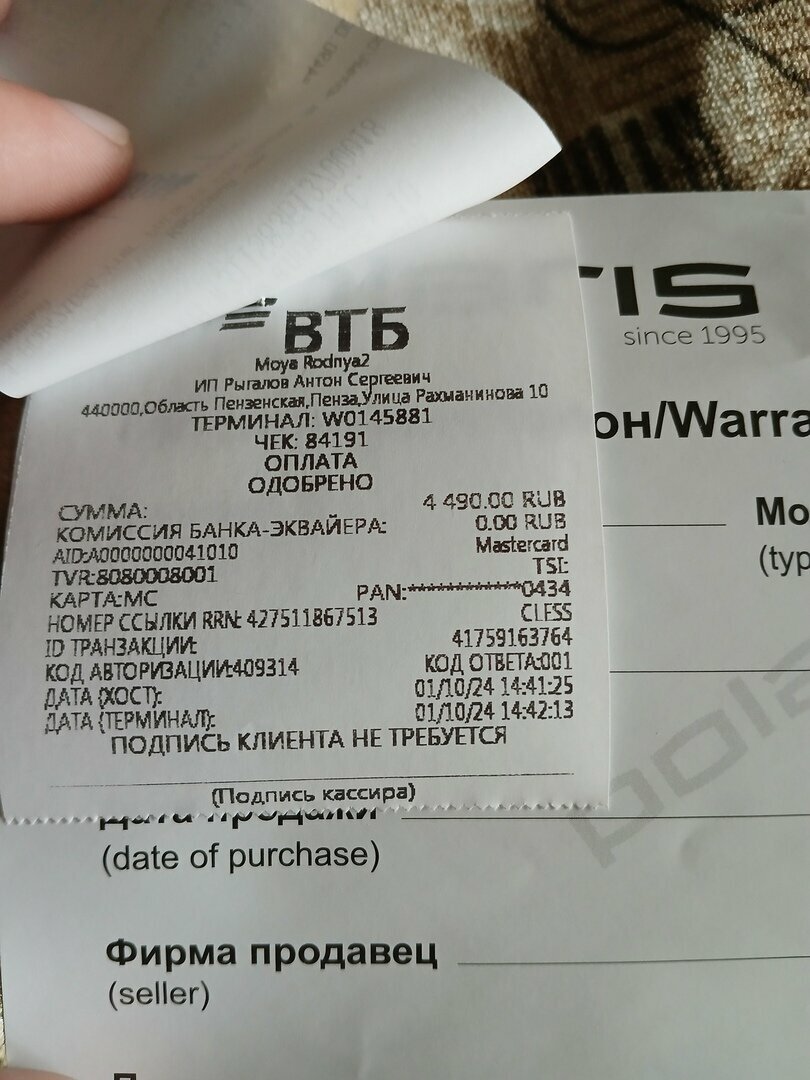 ВТБ
Moya Rodnya2
ИП Рыгалов Антон Сергеевич
440000,Область Пензенская,Пенза,Улица Рахманинова 10
ТЕРМИНАЛ: W0145881
ЧЕК: 84191
ОПЛАТА
ОДОБРЕНО
СУММА: 4 490.00 RUB
КОМИССИЯ БАНКА-ЭКВАЙЕРА: 0.00 RUB
AID:A0000000041010 Mastercard
TVR:8080008001 TSI:
КАРТА:MC PAN:************0434
НОМЕР ССЫЛКИ RRN: 427511867513 CLESS
ID ТРАНЗАКЦИИ: 41759163764
КОД АВТОРИЗАЦИИ:409314 КОД ОТВЕТА:001
ДАТА (ХОСТ): 01/10/24 14:41:25
ДАТА (ТЕРМИНАЛ): 01/10/24 14:42:13
ПОДПИСЬ КЛИЕНТА НЕ ТРЕБУЕТСЯ
(Подпись кассира)
IS
since 1995
он/Warra
Мо
(typ
pola
Дата продажи
(date of purchase)
Фирма продавец
(seller)